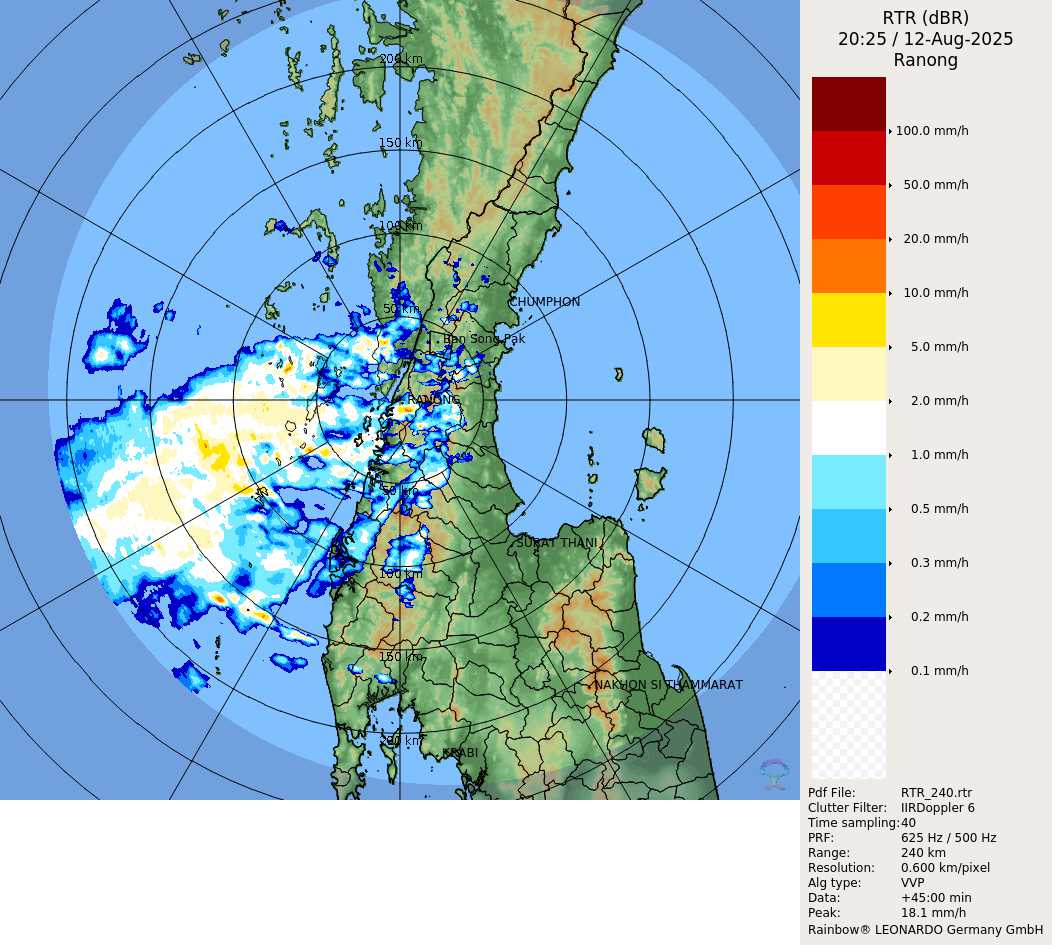 RTR (dBR)
20:25 / 12-Aug-2025
Ranong
100.0 mm/h
50.0 mm/h
20.0 mm/h
10.0 mm/h
5.0 mm/h
2.0 mm/h
1.0 mm/h
0.5 mm/h
0.3 mm/h
0.2 mm/h
0.1 mm/h
Pdf File: RTR_240.rtr
Clutter Filter: IIRDoppler 6
Time sampling:40
PRF: 625 Hz / 500 Hz
Range: 240 km
Resolution: 0.600 km/pixel
Alg type: VVP
Data: +45:00 min
Peak: 18.1 mm/h
Rainbow® LEONARDO Germany GmbH
200 km
150 km
100 km
CHUMPHON
50 km
Ban Song Pak
RANONG
50 km
SURAT THANI
100 km
150 km
NAKHON SI THAMMARAT
200 km
KRABI